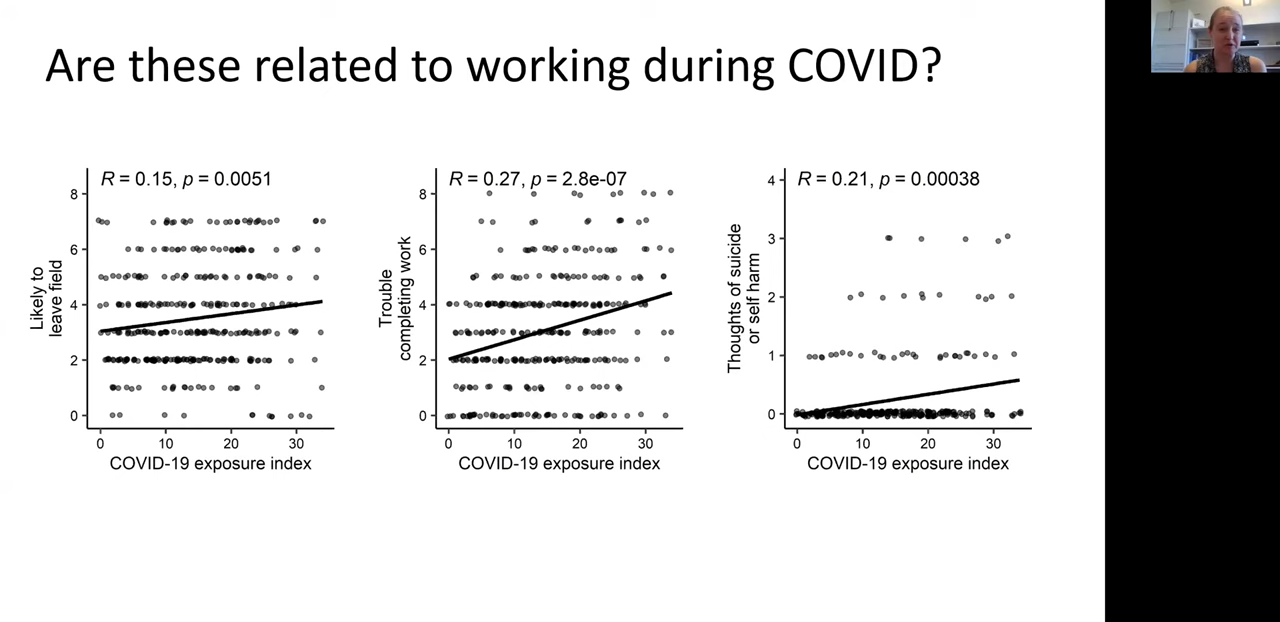 Are these related to working during COVID?
R = 0.15, p = 0.0051
Likely to
leave field
8
6
4
2
0
0 10 20 30
COVID-19 exposure index
R = 0.27, p = 2.8e-07
Trouble
completing work
8
6
4
2
0
0 10 20 30
COVID-19 exposure index
R = 0.21, p = 0.00038
Thoughts of suicide
or self harm
4
3
2
1
0
0 10 20 30
COVID-19 exposure index